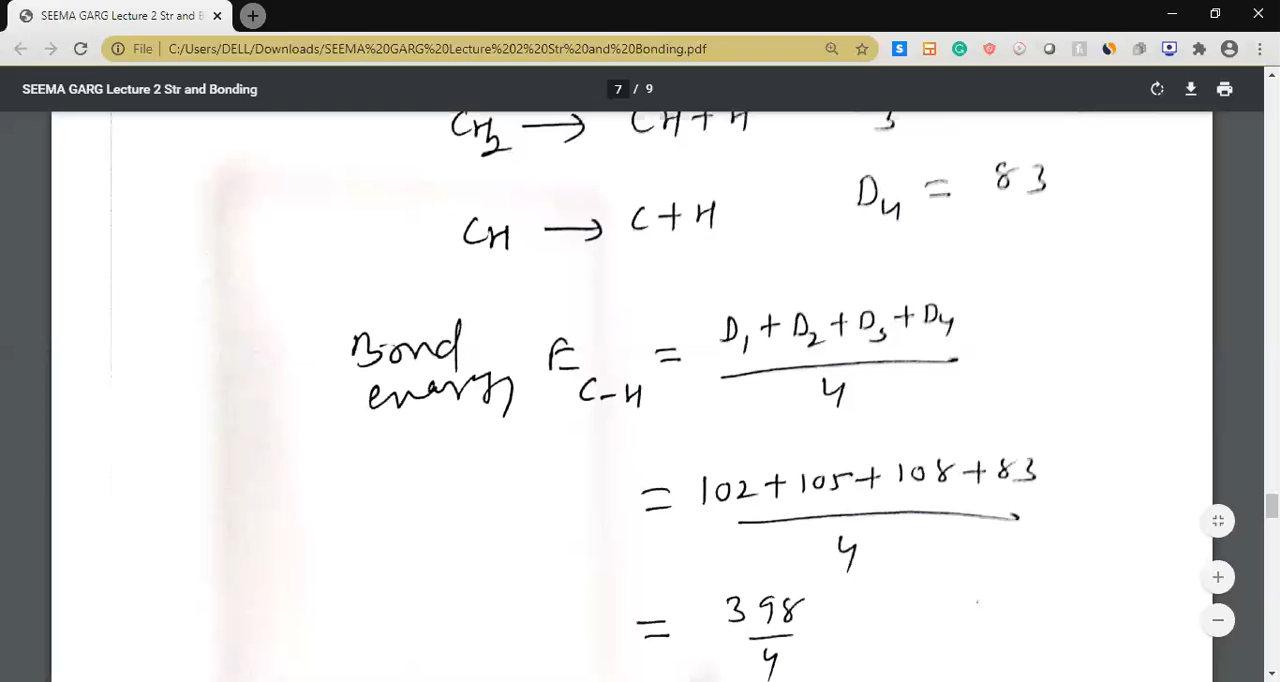 SEEMA GARG Lecture 2 Str and B
File | C:/Users/DELL/Downloads/SEEMA%20GARG%20Lecture%202%20Str%20and%20Bonding.pdf
SEEMA GARG Lecture 2 Str and Bonding
7 / 9
CH₂ → CH + H 3
D₄ = 83
CH → C + H
Bond energy E C-H = D₁ + D₂ + D₃ + D₄
4
= 102 + 105 + 108 + 83
4
= 398
4